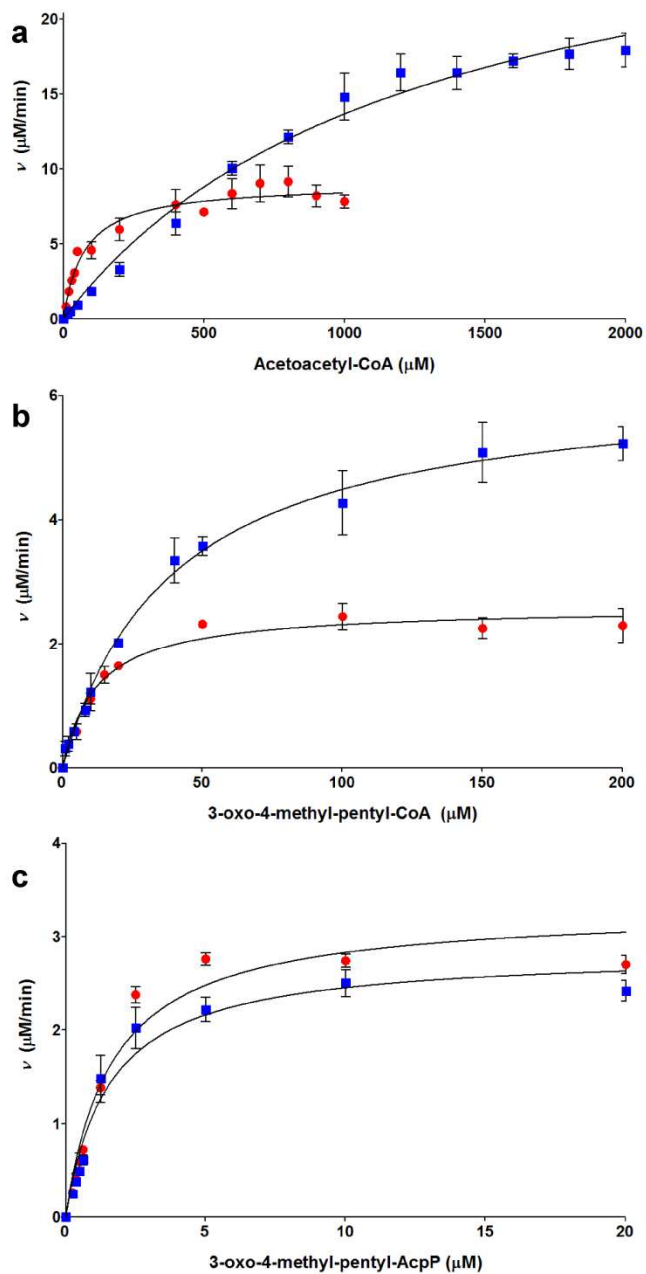 a
20
15
10
5
0
ν (μM/min)
0 500 1000 1500 2000
Acetoacetyl-CoA (μM)
b
6
4
2
0
ν (μM/min)
0 50 100 150 200
3-oxo-4-methyl-pentyl-CoA (μM)
c
4
3
2
1
0
ν (μM/min)
0 5 10 15 20
3-oxo-4-methyl-pentyl-AcpP (μM)